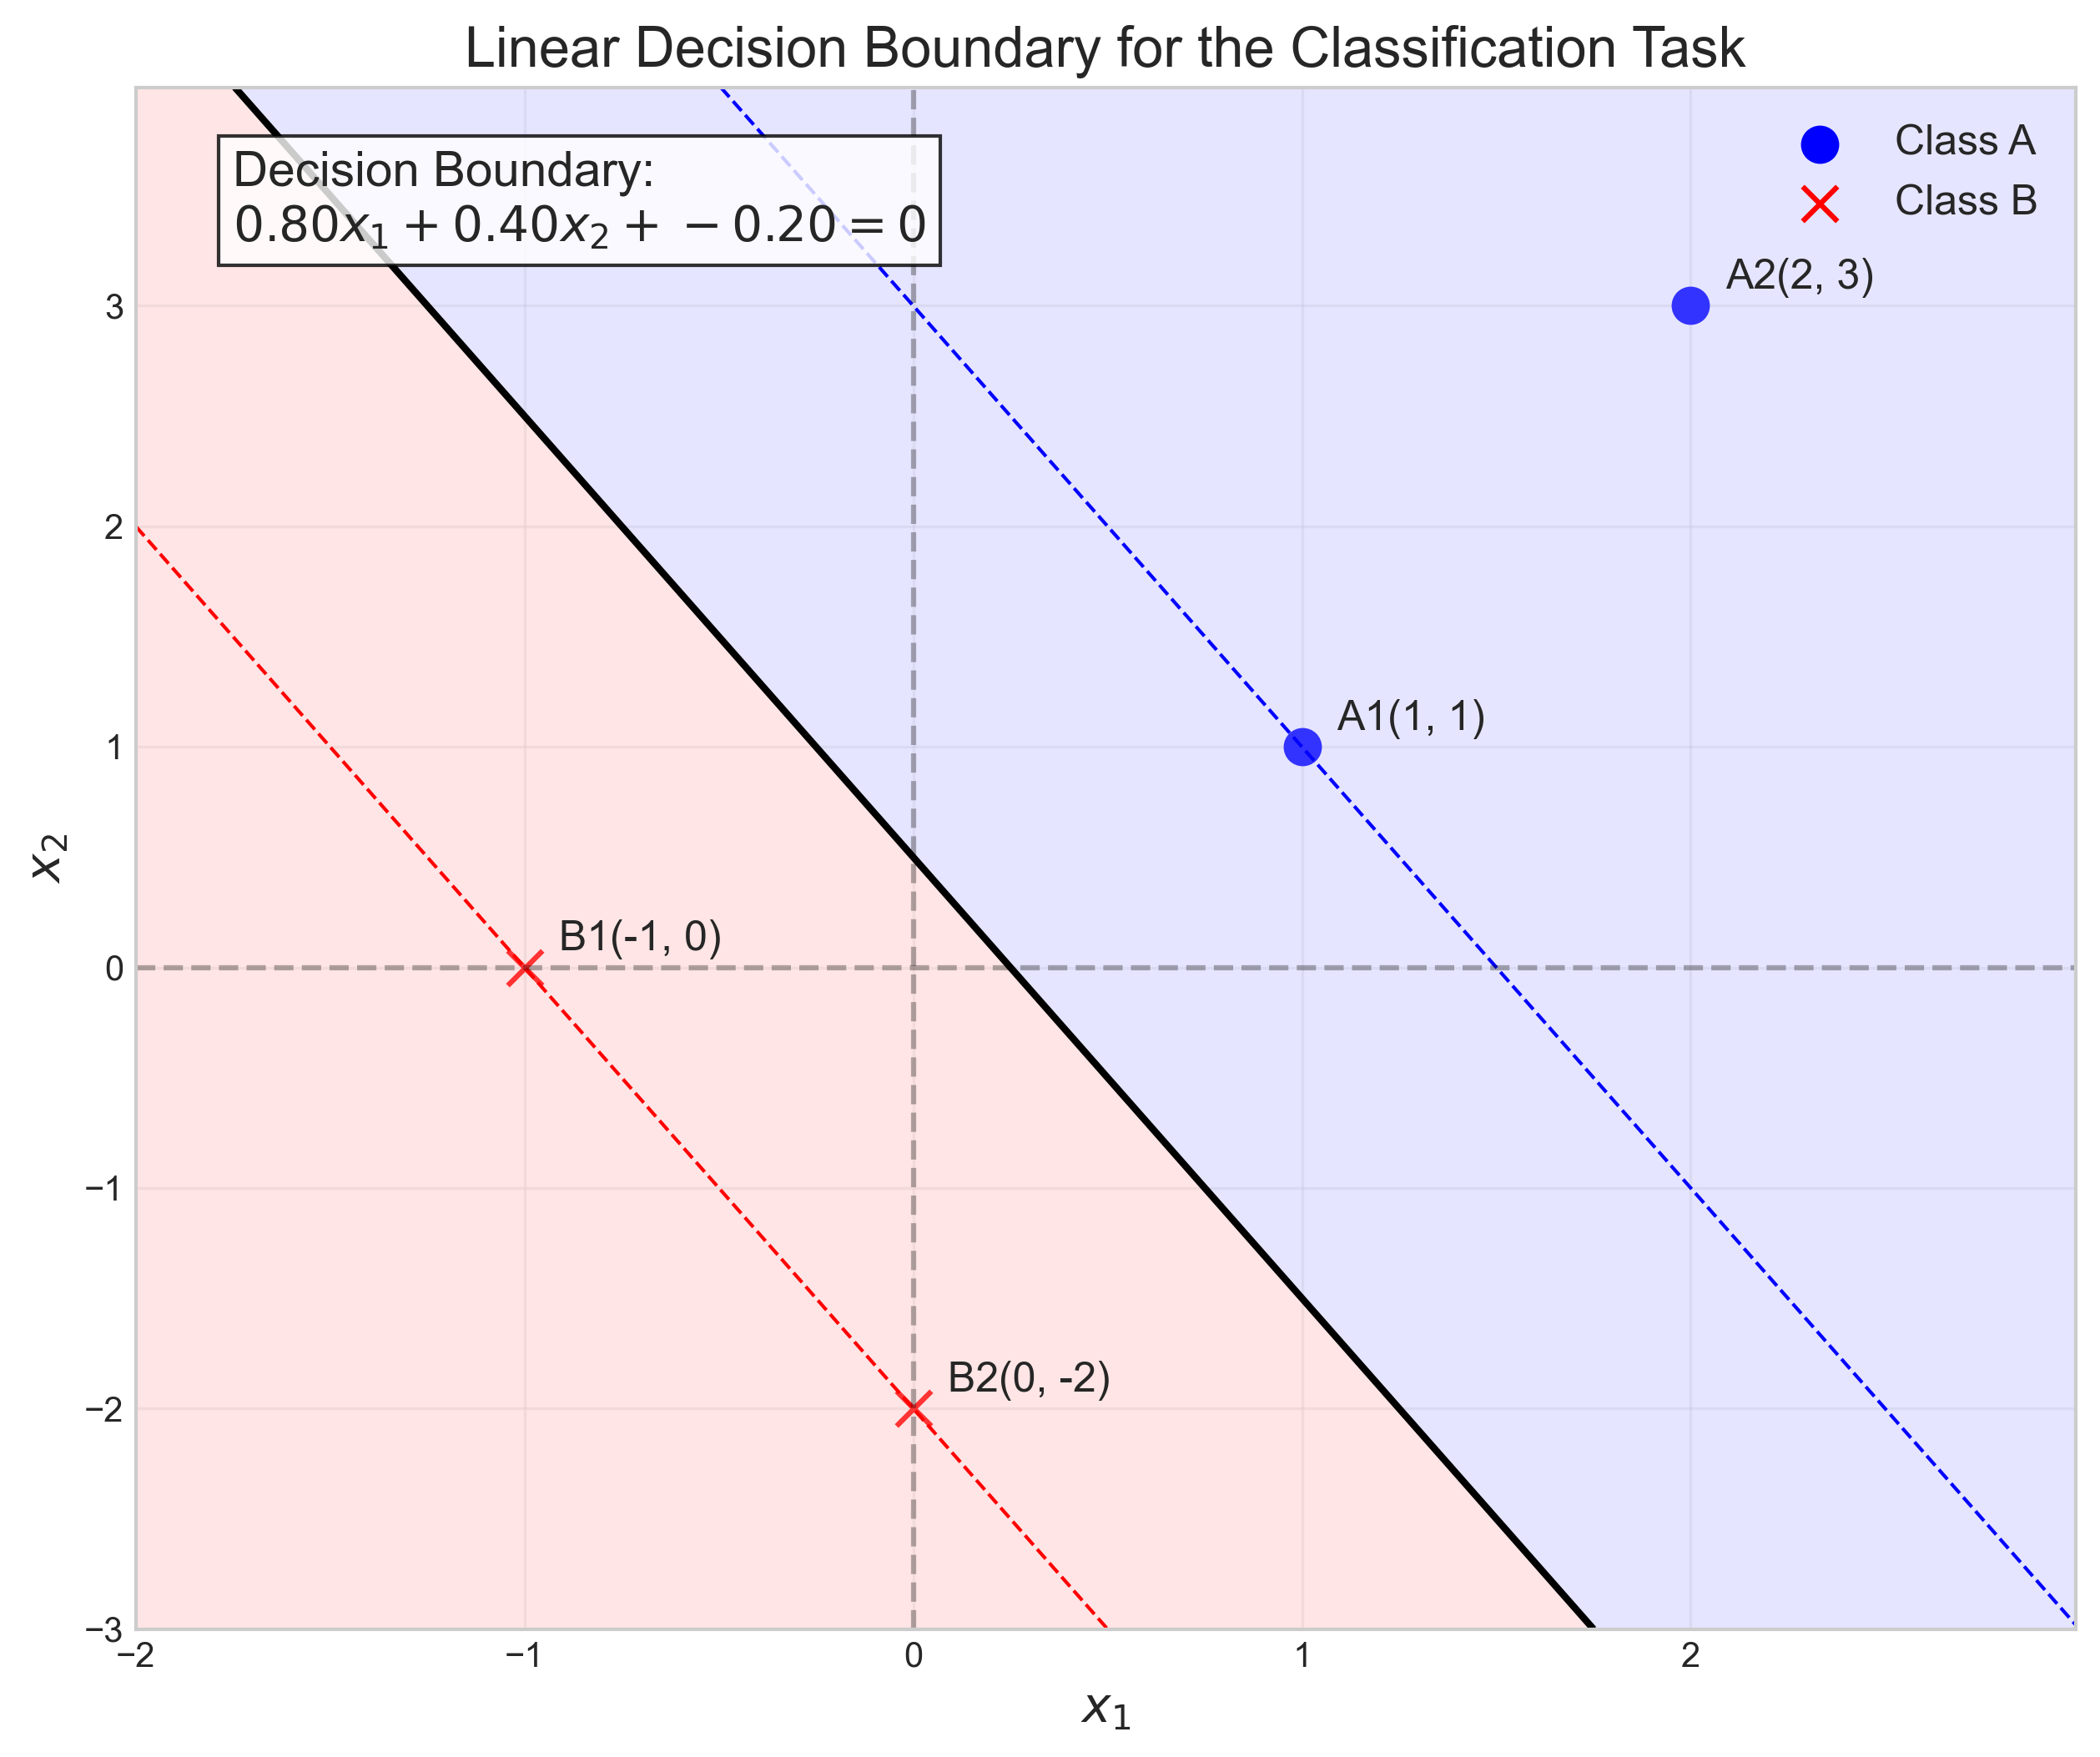 Linear Decision Boundary for the Classification Task
Decision Boundary:
0.80x₁ + 0.40x₂ + −0.20 = 0
Class A
Class B
A2(2, 3)
A1(1, 1)
B1(-1, 0)
B2(0, -2)
3
2
1
0
−1
−2
−3
x₂
−2
−1
0
1
2
x₁